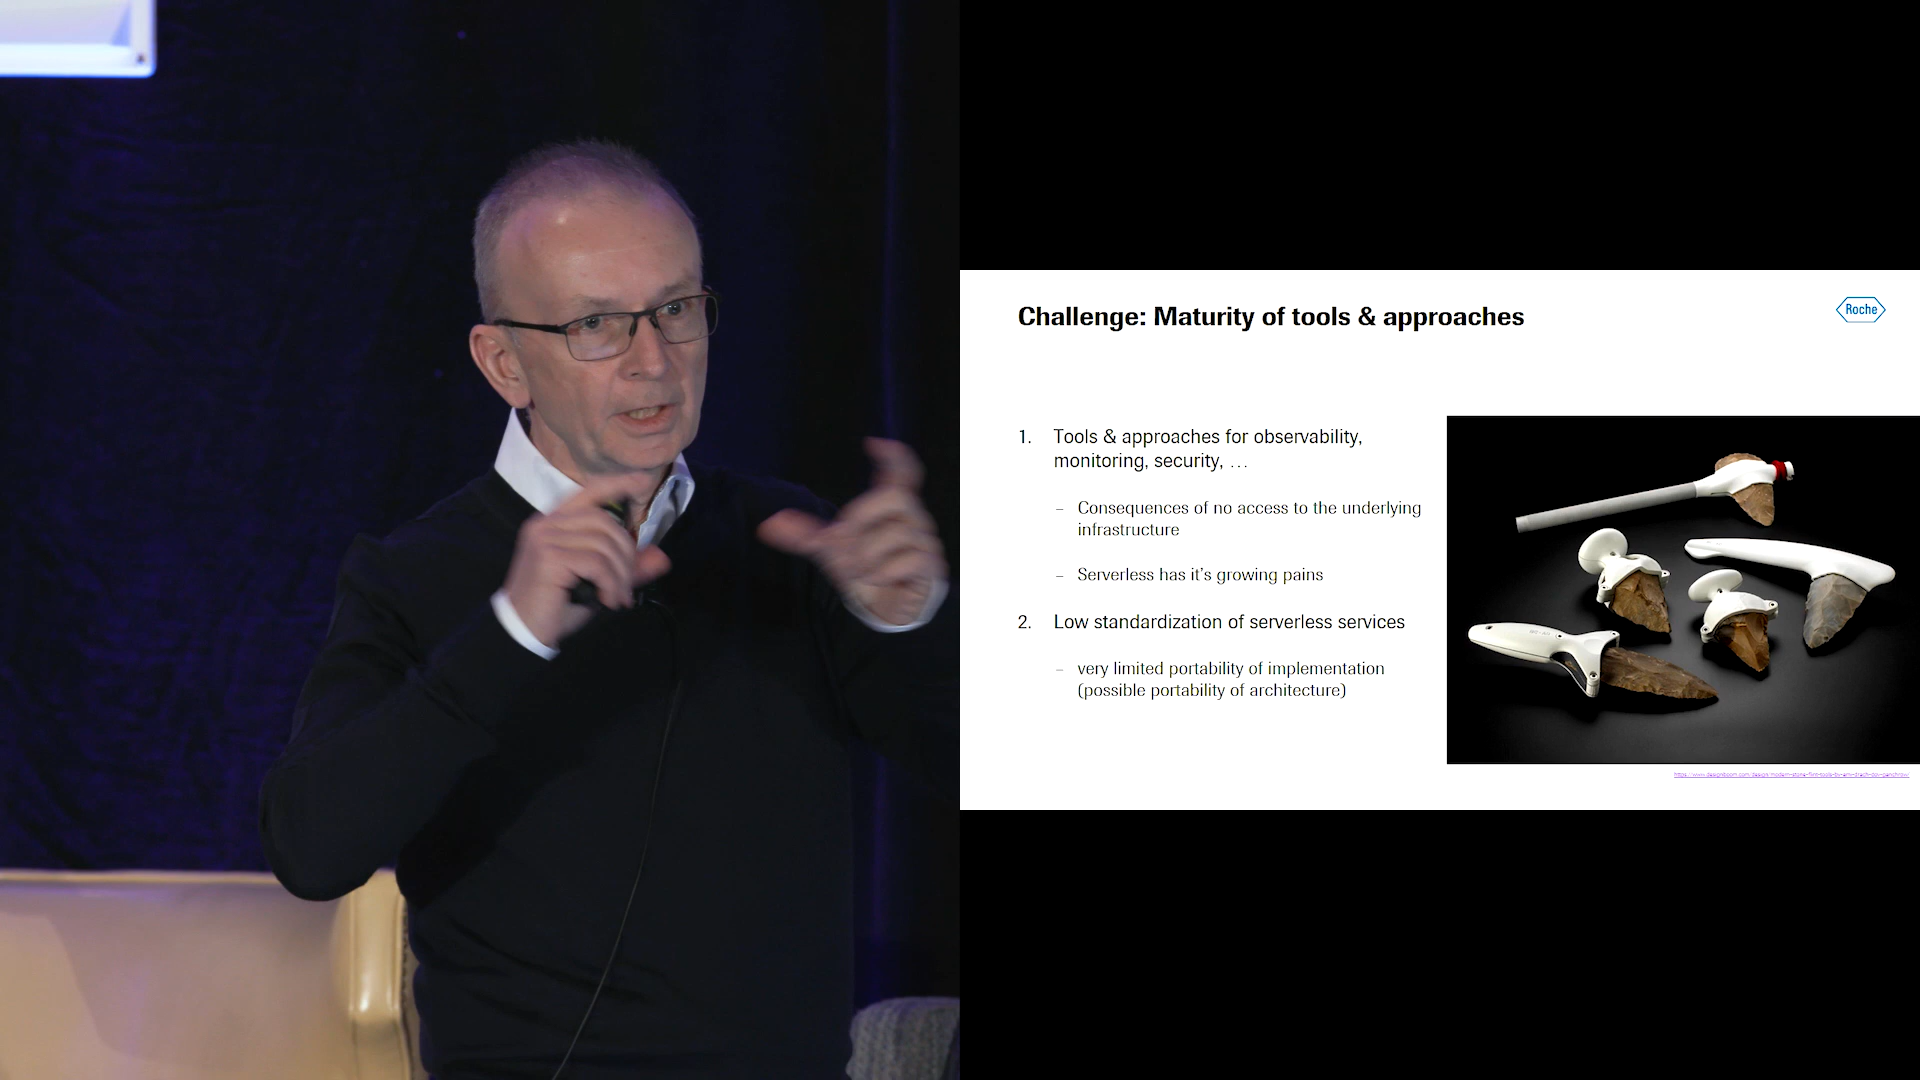 Challenge: Maturity of tools & approaches
Roche
1. Tools & approaches for observability,
monitoring, security, …
– Consequences of no access to the underlying
infrastructure
– Serverless has it's growing pains
2. Low standardization of serverless services
– very limited portability of implementation
(possible portability of architecture)